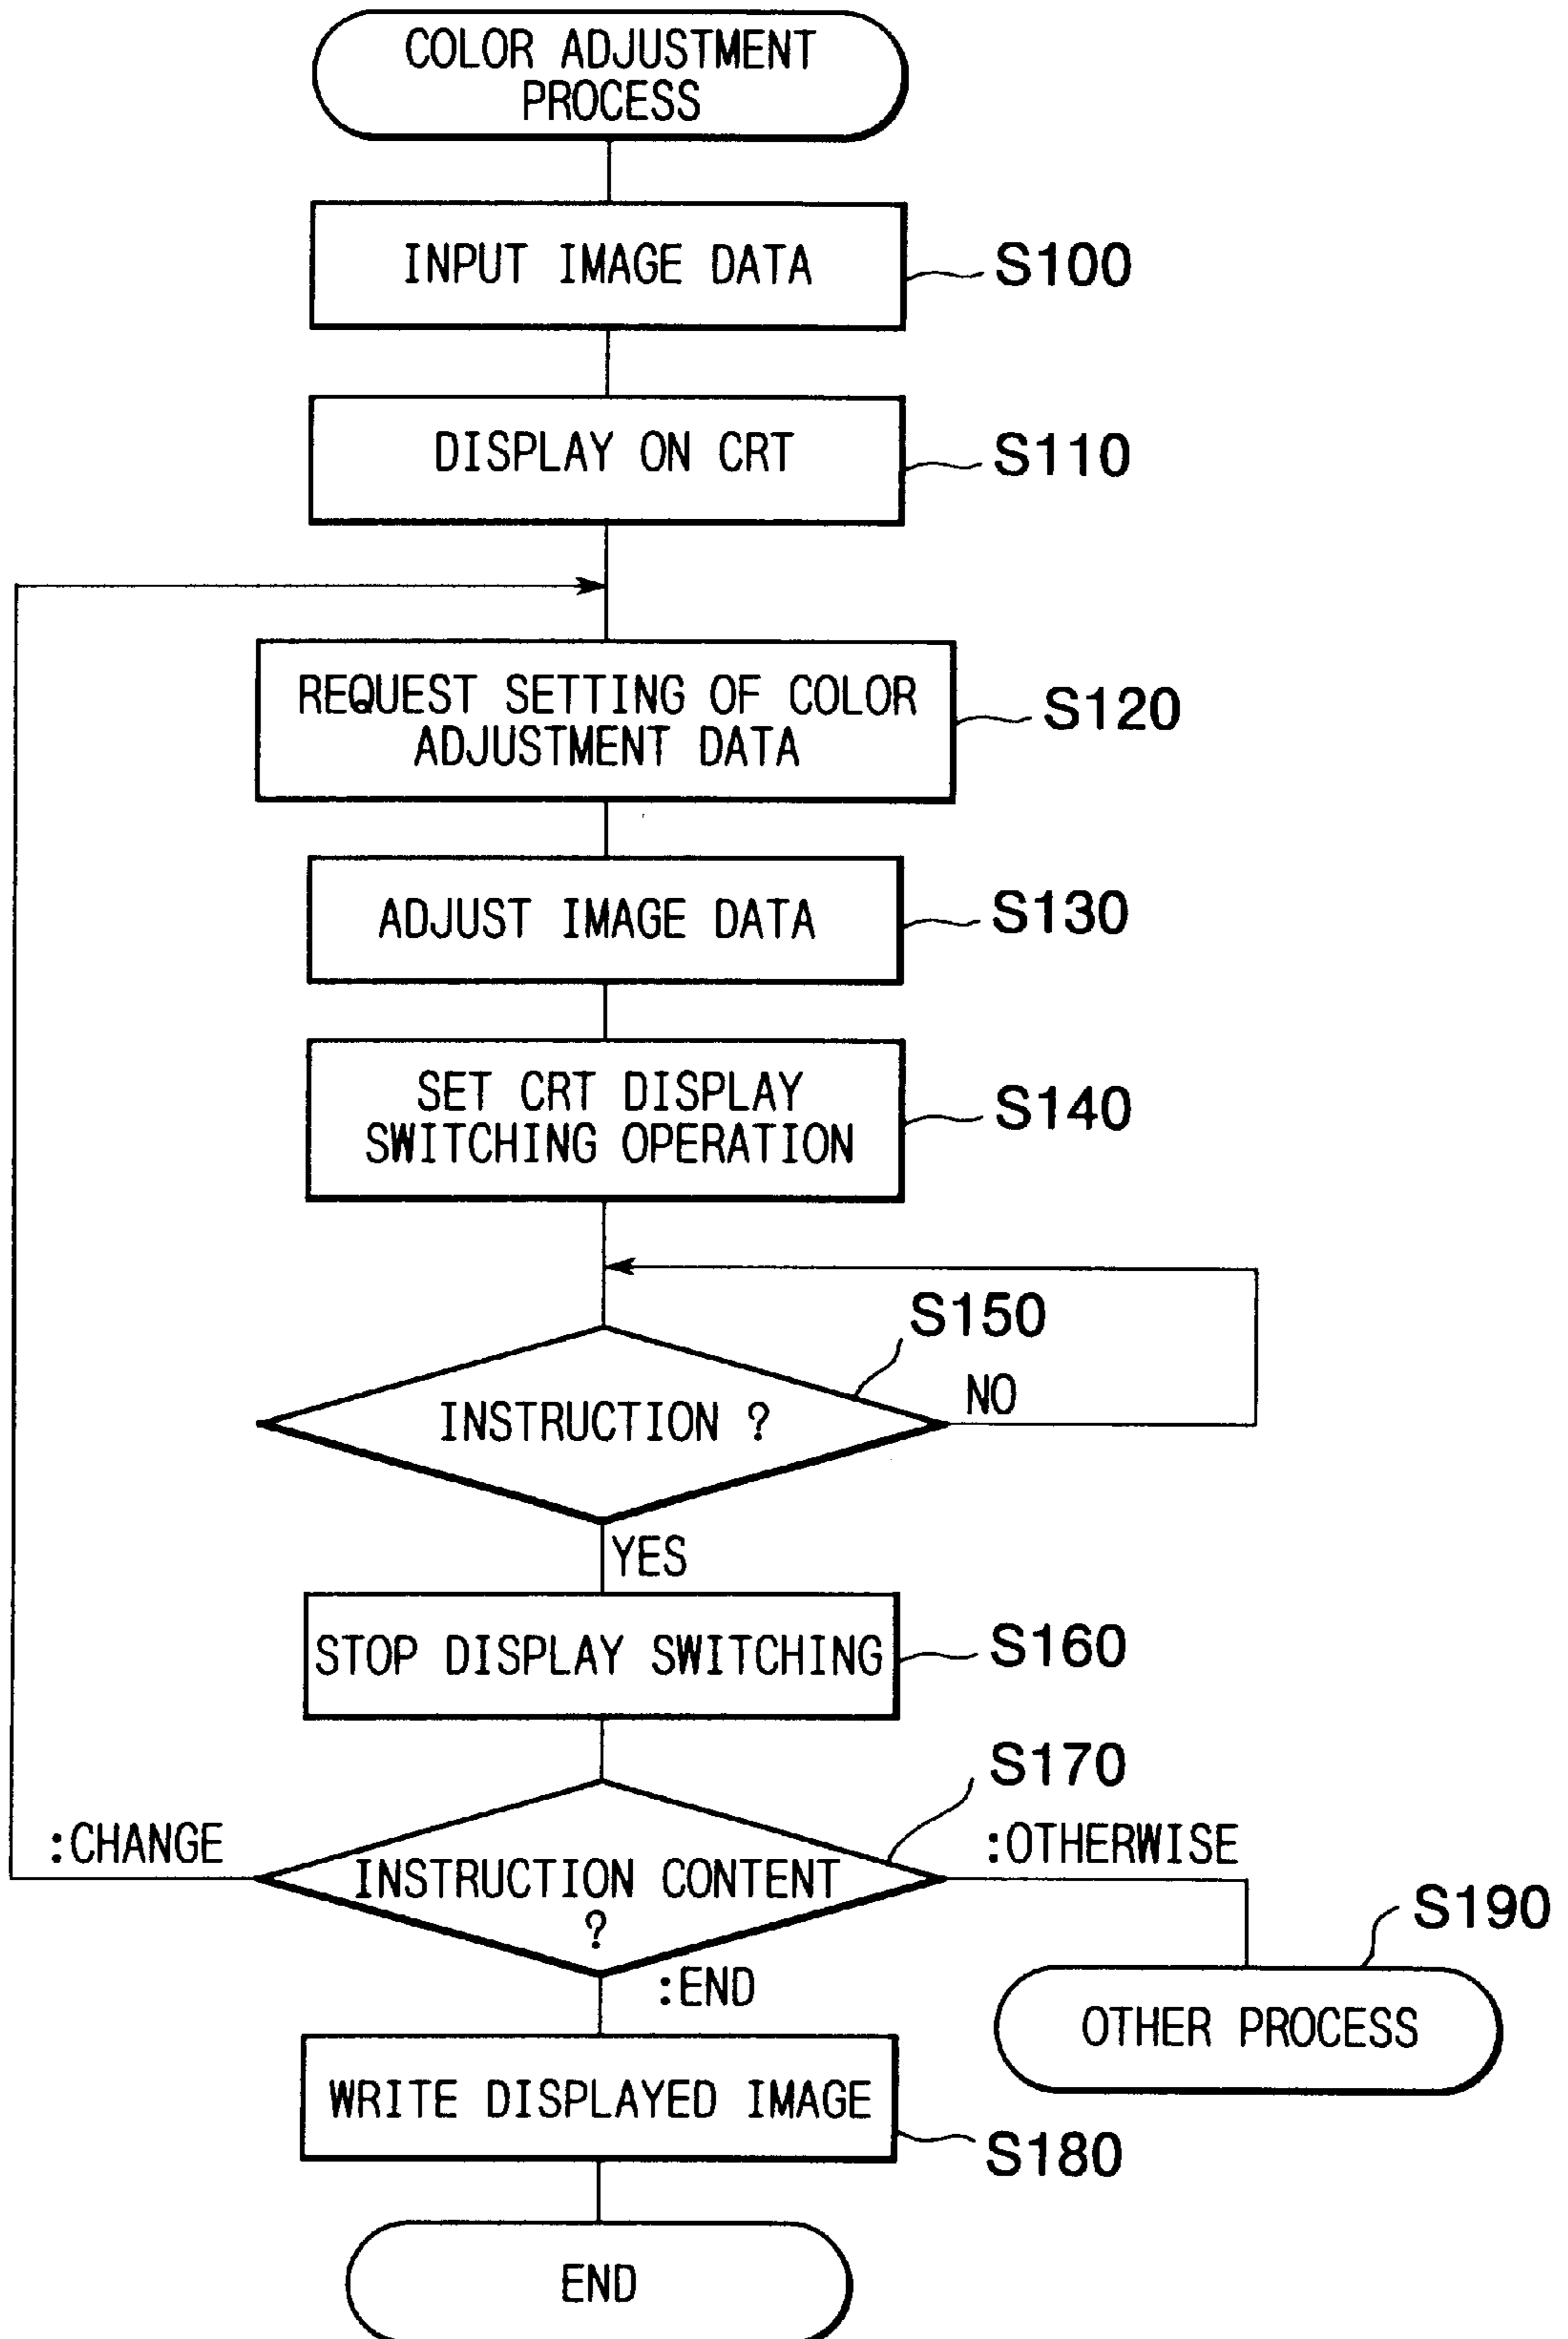 COLOR ADJUSTMENT
PROCESS
INPUT IMAGE DATA
S100
DISPLAY ON CRT
S110
REQUEST SETTING OF COLOR
ADJUSTMENT DATA
S120
ADJUST IMAGE DATA
S130
SET CRT DISPLAY
SWITCHING OPERATION
S140
S150
INSTRUCTION ?
NO
YES
STOP DISPLAY SWITCHING
S160
S170
:CHANGE
INSTRUCTION CONTENT
?
:OTHERWISE
S190
:END
OTHER PROCESS
WRITE DISPLAYED IMAGE
S180
END